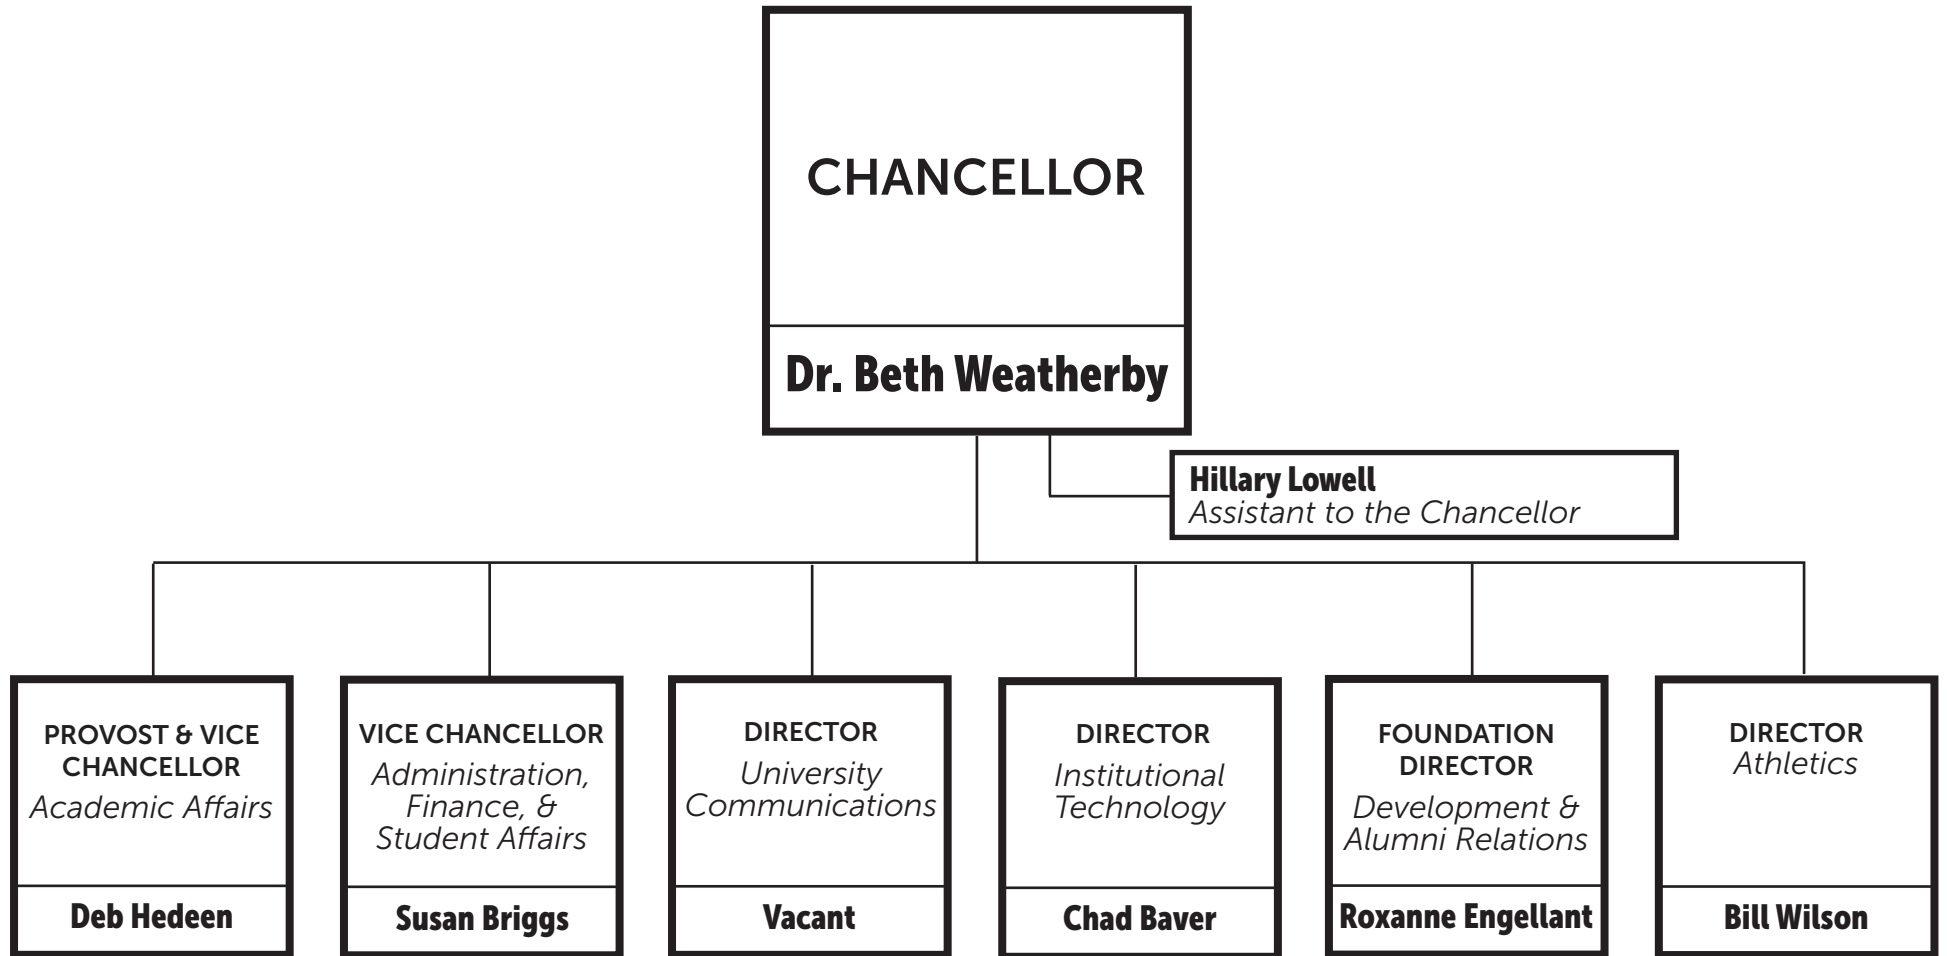 CHANCELLOR
Dr. Beth Weatherby
Hillary Lowell
Assistant to the Chancellor
PROVOST & VICE
CHANCELLOR
Academic Affairs
Deb Hedeen
VICE CHANCELLOR
Administration,
Finance, &
Student Affairs
Susan Briggs
DIRECTOR
University
Communications
Vacant
DIRECTOR
Institutional
Technology
Chad Baver
FOUNDATION
DIRECTOR
Development &
Alumni Relations
Roxanne Engellant
DIRECTOR
Athletics
Bill Wilson